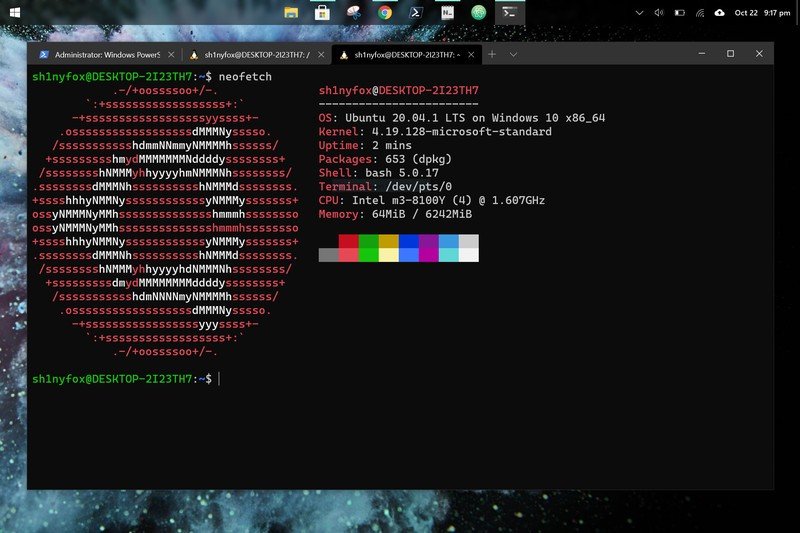 Oct 22 9:17 pm
Administrator: Windows PowerS
sh1nyfox@DESKTOP-2I23TH7: /
sh1nyfox@DESKTOP-2I23TH7: ~
sh1nyfox@DESKTOP-2I23TH7:~$ neofetch
.-/+oossssoo+/-.
`:+ssssssssssssssssss+:`
-+ssssssssssssssssssyyssss+-
.ossssssssssssssssssdMMMNysssso.
/ssssssssssshdmmNNmmyNMMMMhssssss/
+ssssssssshmydMMMMMMMNddddyssssssss+
/sssssssshNMMMyhhyyyyhmNMMMNhssssssss/
.ssssssssdMMMNhsssssssssshNMMMdssssssss.
+sssshhhyNMMNyssssssssssssyNMMMysssssss+
ossyNMMMNyMMhsssssssssssssshmmmhssssssso
ossyNMMMNyMMhsssssssssssssshmmmhssssssso
+sssshhhyNMMNyssssssssssssyNMMMysssssss+
.ssssssssdMMMNhsssssssssshNMMMdssssssss.
/sssssssshNMMMyhhyyyyhdNMMMNhssssssss/
+sssssssssdmydMMMMMMMMddddyssssssss+
/ssssssssssshdmNNNNmyNMMMMhssssss/
.ossssssssssssssssssdMMMNysssso.
-+sssssssssssssssssyyyssss+-
`:+ssssssssssssssssss+:`
.-/+oossssoo+/-.
sh1nyfox@DESKTOP-2I23TH7
------------------------
OS: Ubuntu 20.04.1 LTS on Windows 10 x86_64
Kernel: 4.19.128-microsoft-standard
Uptime: 2 mins
Packages: 653 (dpkg)
Shell: bash 5.0.17
Terminal: /dev/pts/0
CPU: Intel m3-8100Y (4) @ 1.607GHz
Memory: 64MiB / 6242MiB
sh1nyfox@DESKTOP-2I23TH7:~$